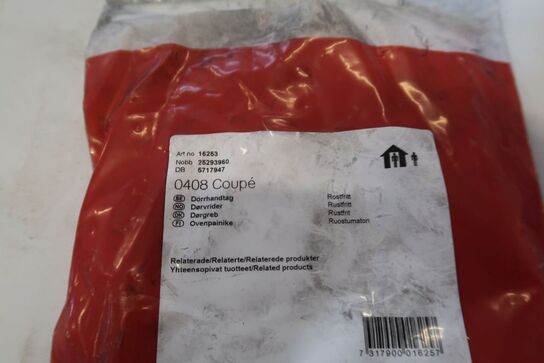 Art no 16253
Nobb 25293960
DB 5717947
0408 Coupé
SE Dörrhandtag Rostfritt
NO Dørvrider Rustfritt
DK Dørgreb Rustfrit
FI Ovenpainike Ruostumaton
Relaterade/Relaterte/Relaterede produkter
Yhteensopivat tuotteet/Related products
7 317900 016257